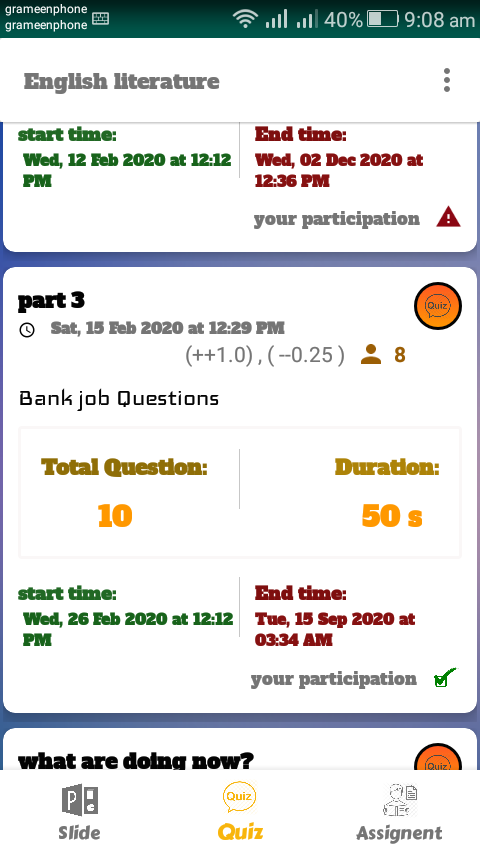 grameenphone
grameenphone
40%
9:08 am
English literature
start time:
Wed, 12 Feb 2020 at 12:12
PM
End time:
Wed, 02 Dec 2020 at
12:36 PM
your participation
part 3
Quiz
Sat, 15 Feb 2020 at 12:29 PM
(++1.0) , ( --0.25 )
8
Bank job Questions
Total Question:
10
Duration:
50 s
start time:
Wed, 26 Feb 2020 at 12:12
PM
End time:
Tue, 15 Sep 2020 at
03:34 AM
your participation
what are doing now?
Quiz
Slide
Quiz
Quiz
Assignent